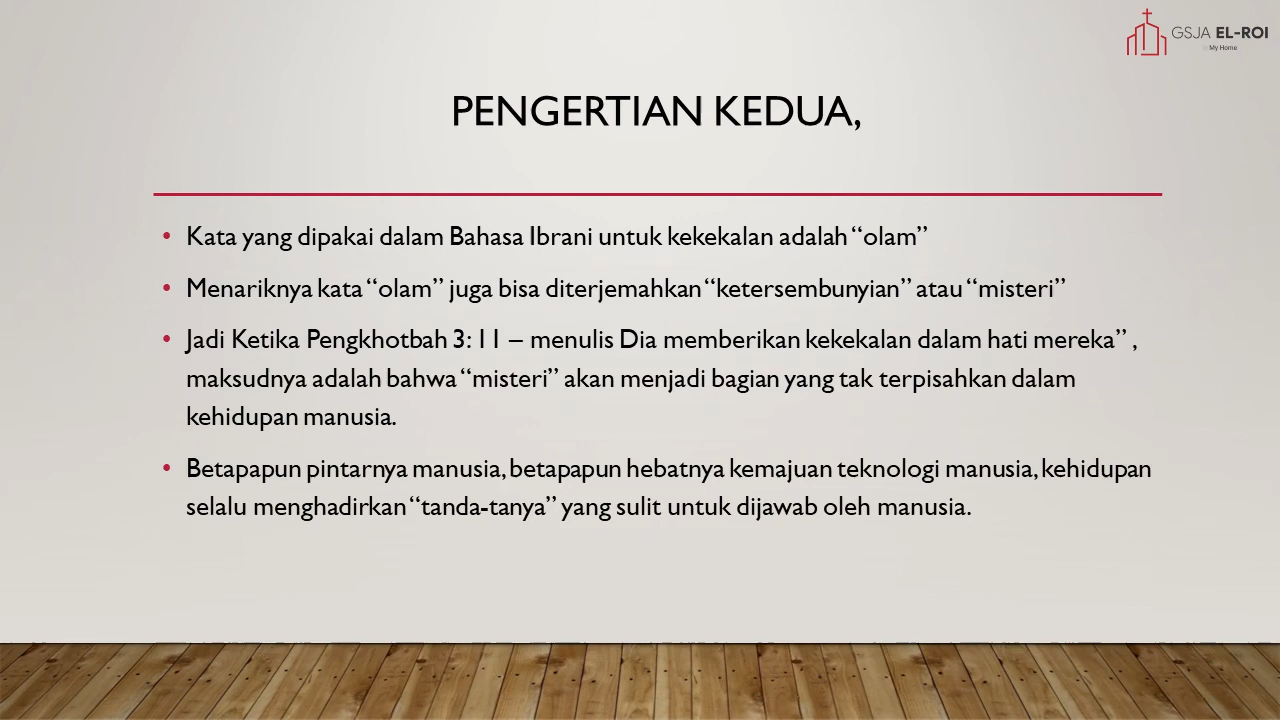 GSJA EL-ROI
My Home
PENGERTIAN KEDUA,
• Kata yang dipakai dalam Bahasa Ibrani untuk kekekalan adalah “olam”
• Menariknya kata “olam” juga bisa diterjemahkan “ketersembunyian” atau “misteri”
• Jadi Ketika Pengkhotbah 3: 11 – menulis Dia memberikan kekekalan dalam hati mereka” ,
maksudnya adalah bahwa “misteri” akan menjadi bagian yang tak terpisahkan dalam
kehidupan manusia.
• Betapapun pintarnya manusia, betapapun hebatnya kemajuan teknologi manusia, kehidupan
selalu menghadirkan “tanda-tanya” yang sulit untuk dijawab oleh manusia.